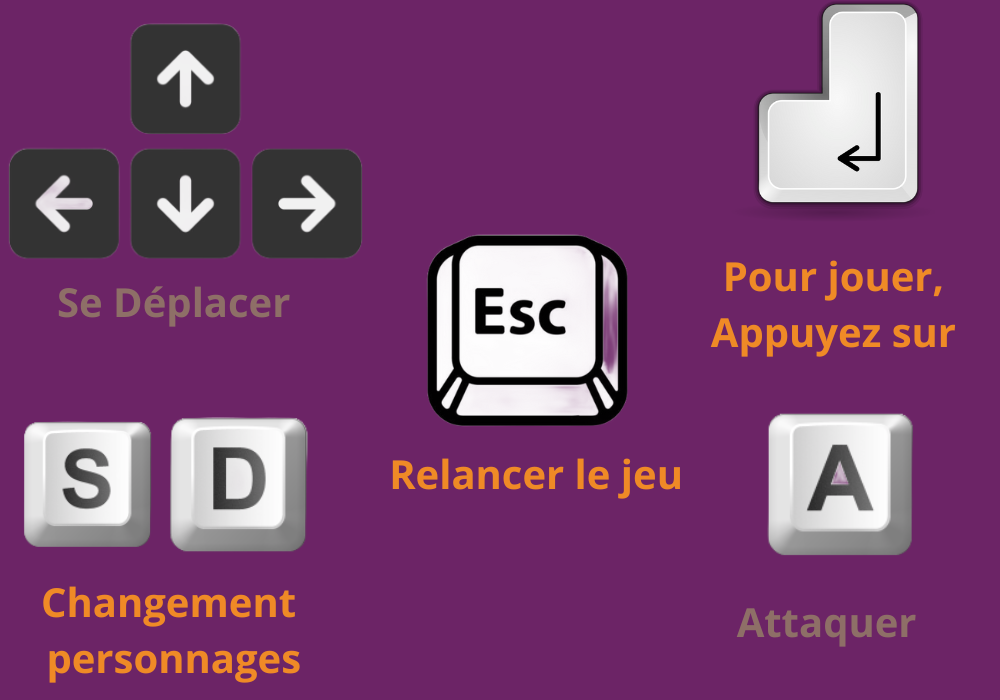 Se Déplacer
Esc
Pour jouer,
Appuyez sur
S D
Changement
personnages
Relancer le jeu
A
Attaquer